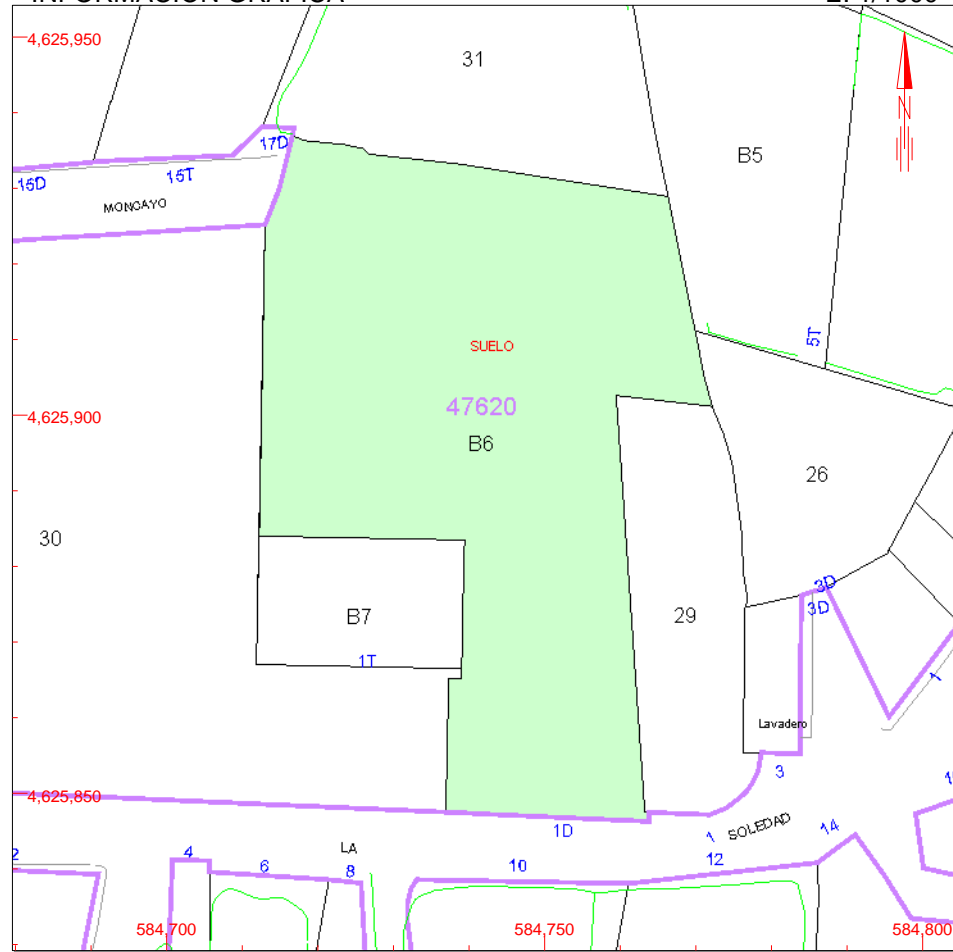 4,625,950
31
17D
B5
15D
15T
MONCAYO
5T
SUELO
47620
4,625,900
B6
26
30
3D
3D
B7
29
1T
1
Lavadero
3
4,625,850
1D
1
SOLEDAD
14
LA
2
4
6
8
10
12
584,700
584,750
584,800
N